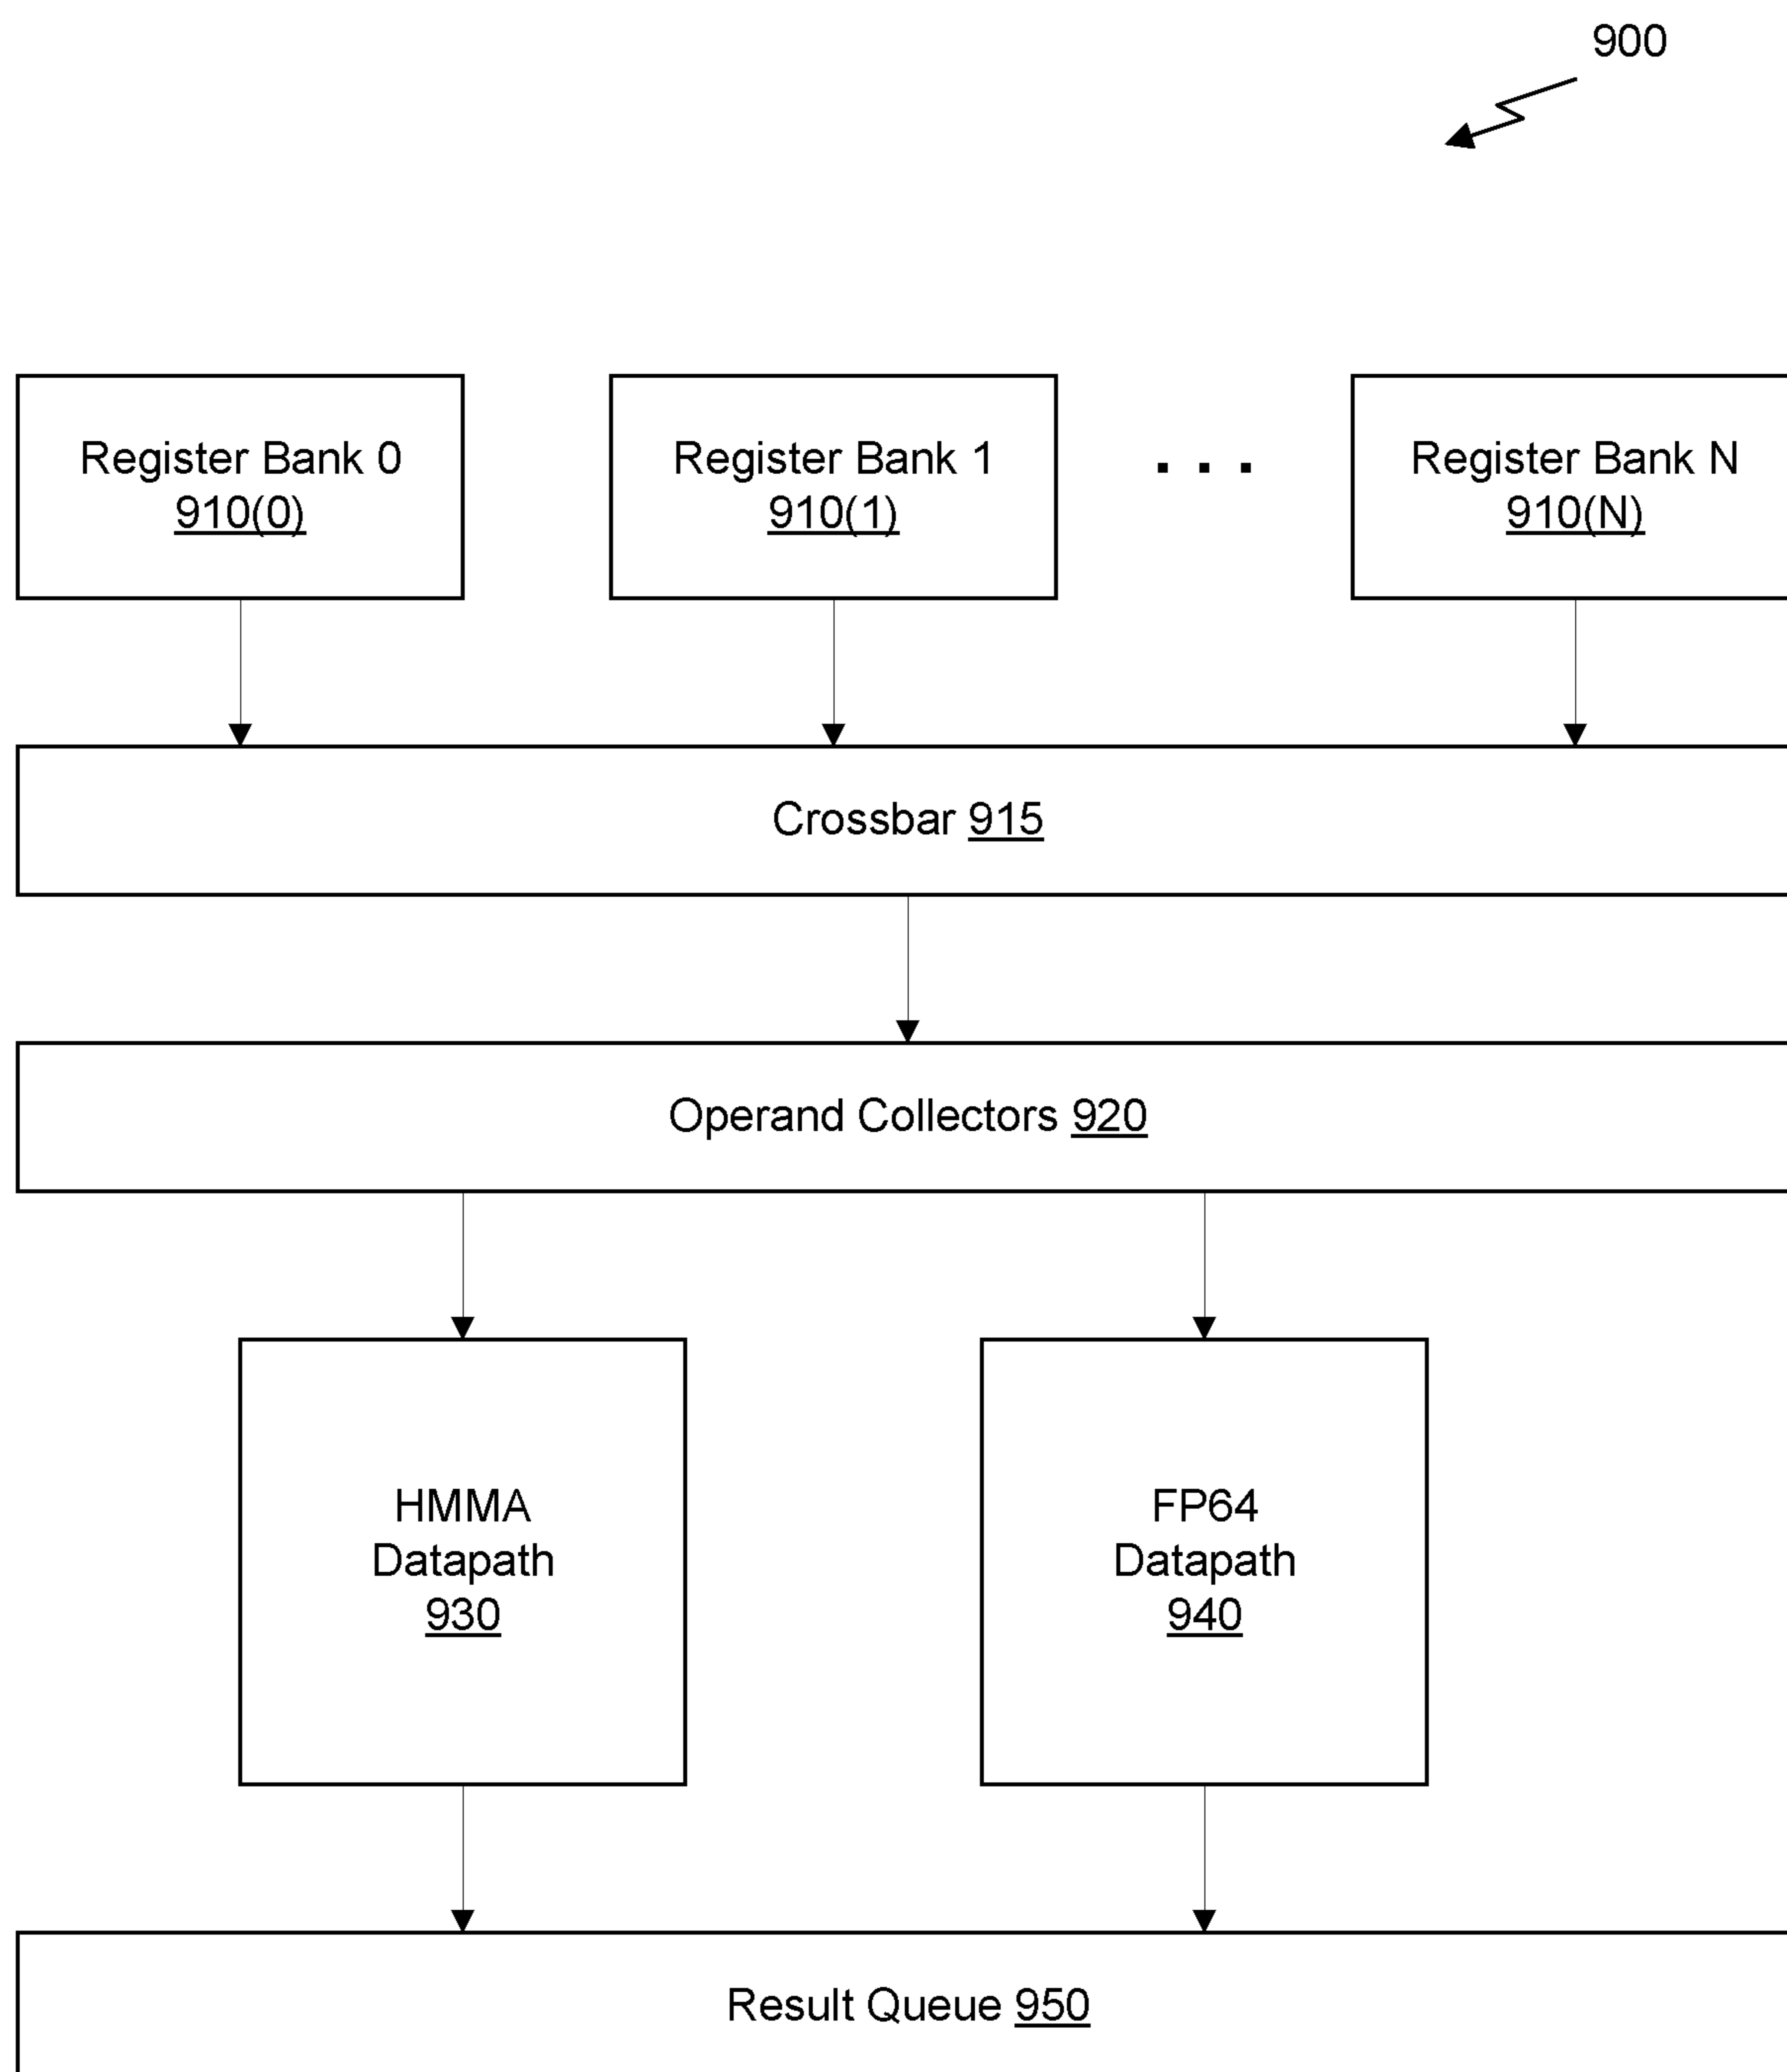 900
Register Bank 0
910(0)
Register Bank 1
910(1)
. . .
Register Bank N
910(N)
Crossbar 915
Operand Collectors 920
HMMA
Datapath
930
FP64
Datapath
940
Result Queue 950